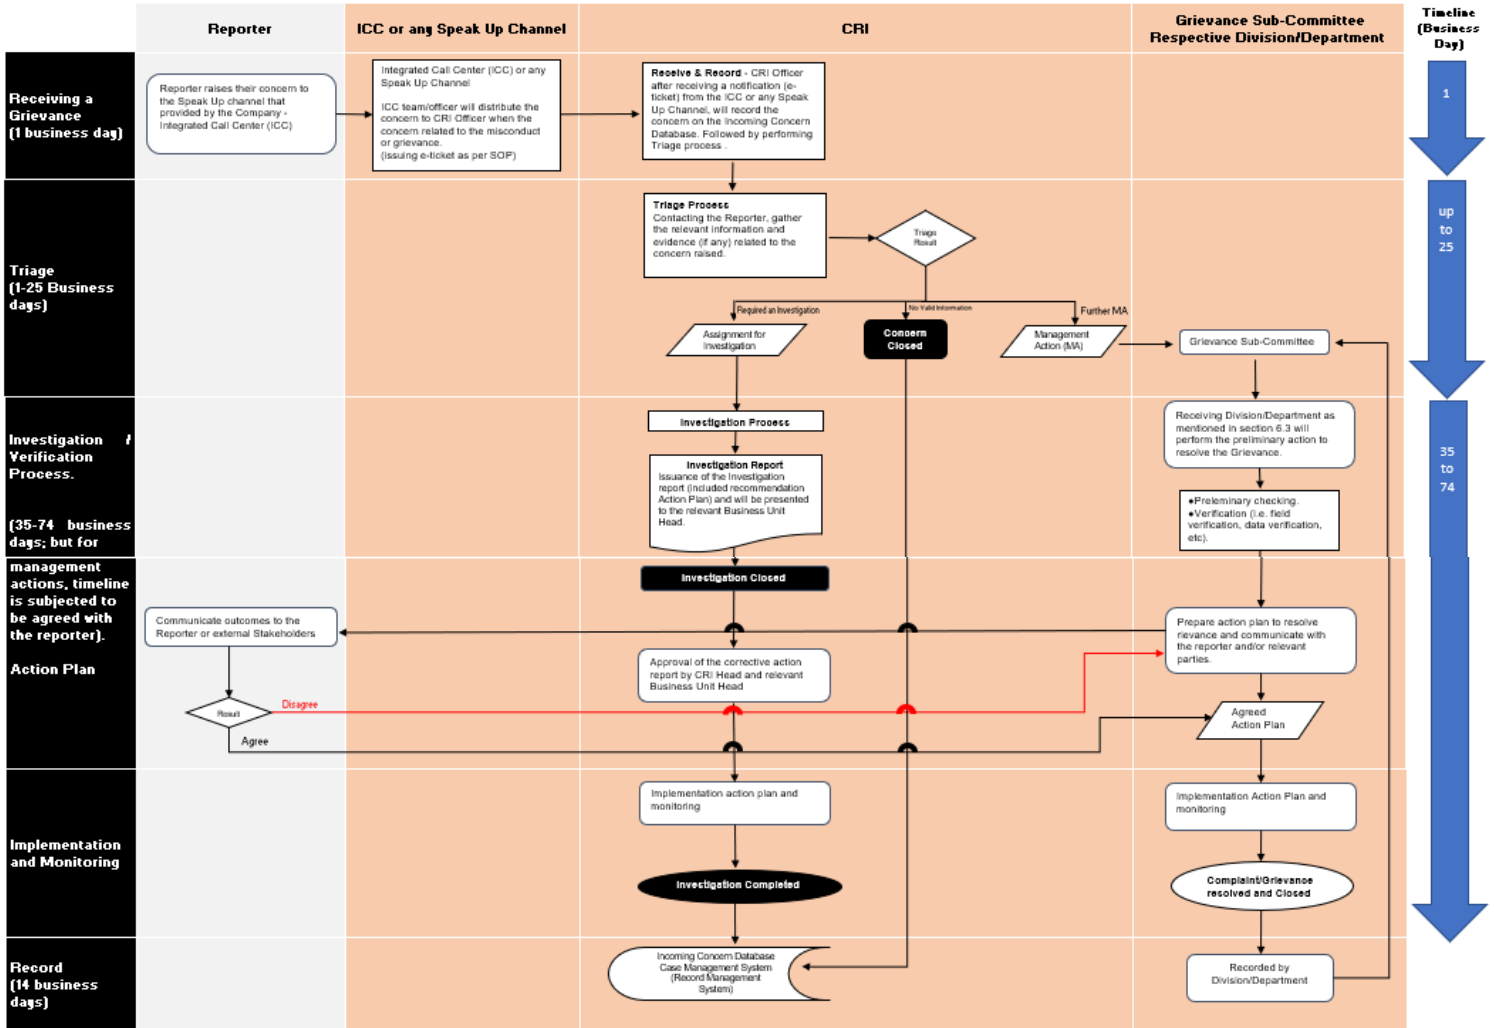 Reporter
ICC or any Speak Up Channel
CRI
Grievance Sub-Committee
Respective Division/Department
Timeline
(Business
Day)
Receiving a
Grievance
(1 business day)
Reporter raises their concern to
the Speak Up channel that
provided by the Company -
Integrated Call Center (ICC)
Integrated Call Center (ICC) or any
Speak Up Channel
ICC team/officer will distribute the
concern to CRI Officer when the
concern related to the misconduct
or grievance.
(issuing e-ticket as per SOP)
Receive & Record - CRI Officer
after receiving a notification (e-
ticket) from the ICC or any Speak
Up Channel, will record the
concern on the Incoming Concern
Database. Followed by performing
Triage process .
1
Triage
(1-25 Business
days)
Triage Process
Contacting the Reporter, gather
the relevant information and
evidence (if any) related to the
concern raised.
Triage
Result
up
to
25
Required an Investigation
No Valid Information
Further MA
Assignment for
Investigation
Concern
Closed
Management
Action (MA)
Grievance Sub-Committee
Investigation /
Verification
Process.
(35-74 business
days; but for
management
actions, timeline
is subjected to
be agreed with
the reporter).
Action Plan
Investigation Process
Investigation Report
Issuance of the Investigation
report (included recommendation
Action Plan) and will be presented
to the relevant Business Unit
Head.
Receiving Division/Department as
mentioned in section 6.3 will
perform the preliminary action to
resolve the Grievance.
●Prelemínary checking.
●Verification (i.e. field
verification, data verification,
etc).
35
to
74
Investigation Closed
Communicate outcomes to the
Reporter or external Stakeholders
Approval of the corrective action
report by CRI Head and relevant
Business Unit Head
Prepare action plan to resolve
rievance and communicate with
the reporter and/or relevant
parties.
Result
Disagree
Agree
Agreed
Action Plan
Implementation
and Monitoring
Implementation action plan and
monitoring
Implementation Action Plan and
monitoring
Investigation Completed
Complaint/Grievance
resolved and Closed
Record
(14 business
days)
Incoming Concern Database
Case Management System
(Record Management
System)
Recorded by
Division/Department